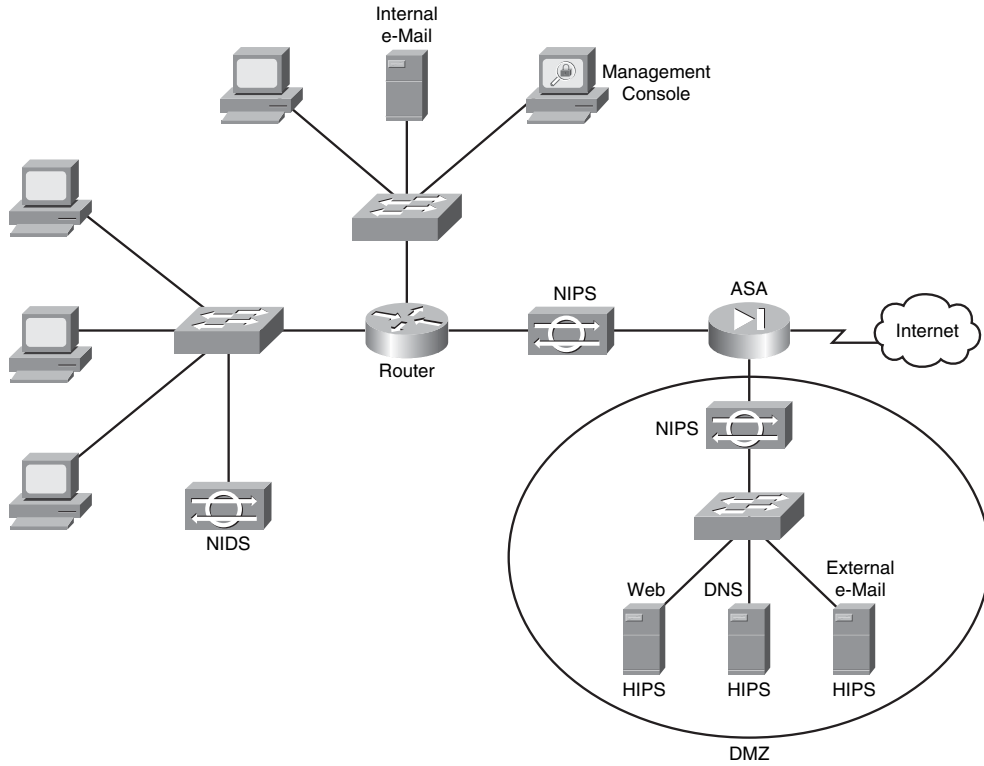 Internal
e-Mail
Management
Console
NIPS
ASA
Internet
Router
NIPS
NIDS
Web
DNS
External
e-Mail
HIPS
HIPS
HIPS
DMZ